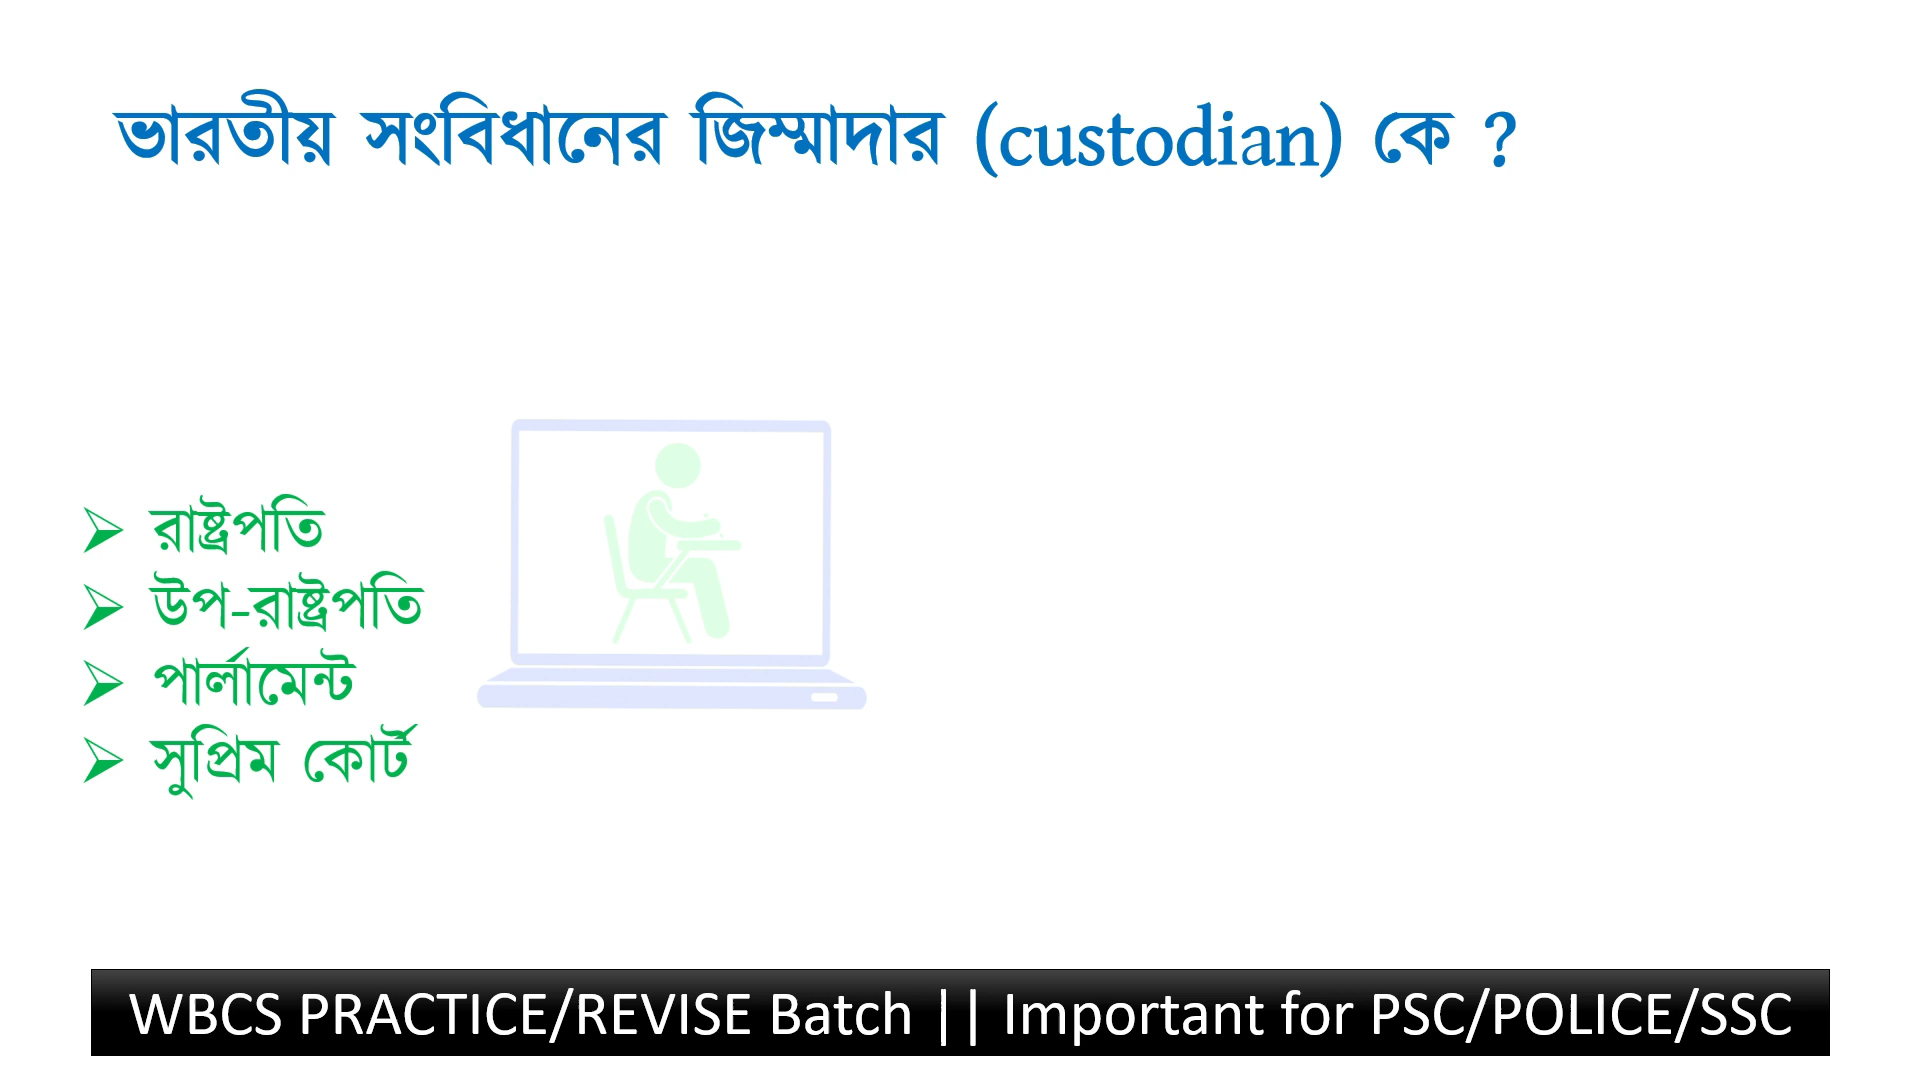 ভারতীয় সংবিধানের জিম্মাদার (custodian) কে ?
➢ রাষ্ট্রপতি
➢ উপ-রাষ্ট্রপতি
➢ পার্লামেন্ট
➢ সুপ্রিম কোর্ট
WBCS PRACTICE/REVISE Batch || Important for PSC/POLICE/SSC